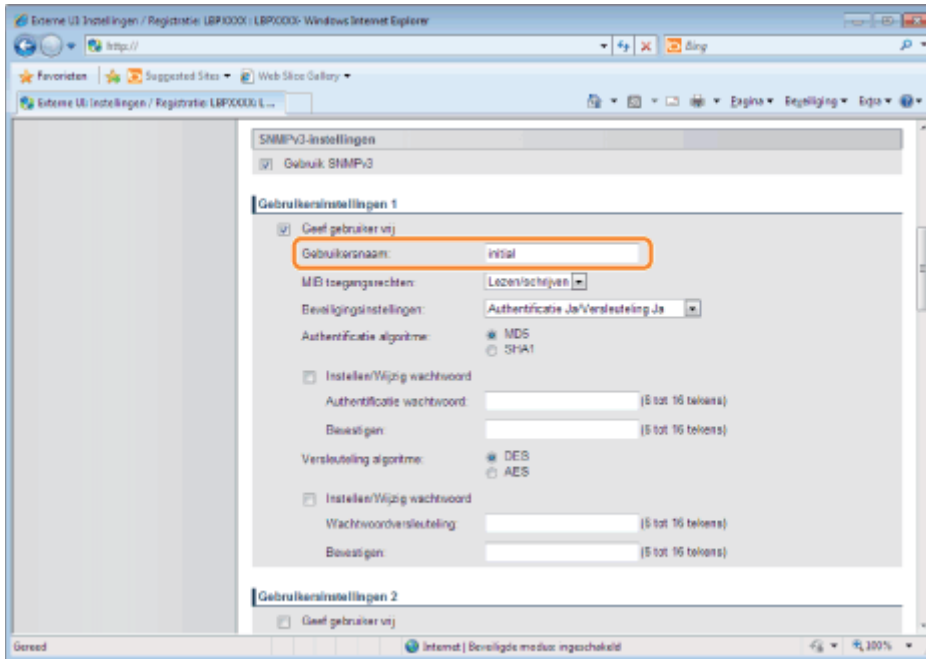 Externe UI: Instellingen / Registratie: LBPXXXX : LBPXXXX - Windows Internet Explorer
http://
Bing
Favorieten Suggested Sites Web Slice Gallery
Externe UI: Instellingen / Registratie: LBPXXXX: L...
Pagina Beveiliging Extra
SNMPv3-instellingen
Gebruik SNMPv3
Gebruikersinstellingen 1
Geef gebruiker vrij
Gebruikersnaam: initial
MIB toegangsrechten: Lezen/schrijven
Beveiligingsinstellingen: Authentificatie Ja/Versleuteling Ja
Authentificatie algoritme: MD5
SHA1
Instellen/Wijzig wachtwoord
Authentificatie wachtwoord: (6 tot 16 tekens)
Bevestigen: (6 tot 16 tekens)
Versleuteling algoritme: DES
AES
Instellen/Wijzig wachtwoord
Wachtwoordversleuteling: (6 tot 16 tekens)
Bevestigen: (6 tot 16 tekens)
Gebruikersinstellingen 2
Geef gebruiker vrij
Gereed Internet | Beveiligde modus: ingeschakeld 100%